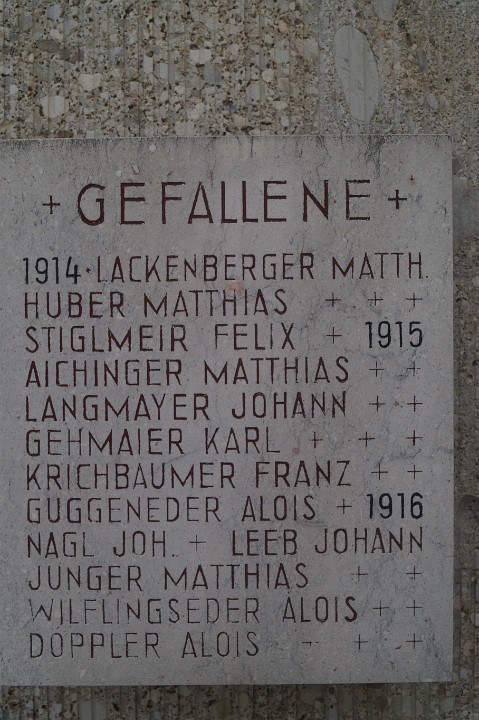 + GEFALLENE +
1914 · LACKENBERGER MATTH.
HUBER MATTHIAS + + +
STIGLMEIR FELIX + 1915
AICHINGER MATTHIAS + +
LANGMAYER JOHANN + +
GEHMAIER KARL + + +
KRICHBAUMER FRANZ + +
GUGGENEDER ALOIS + 1916
NAGL JOH. + LEEB JOHANN
JUNGER MATTHIAS + +
WILFLINGSEDER ALOIS + +
DOPPLER ALOIS + + +